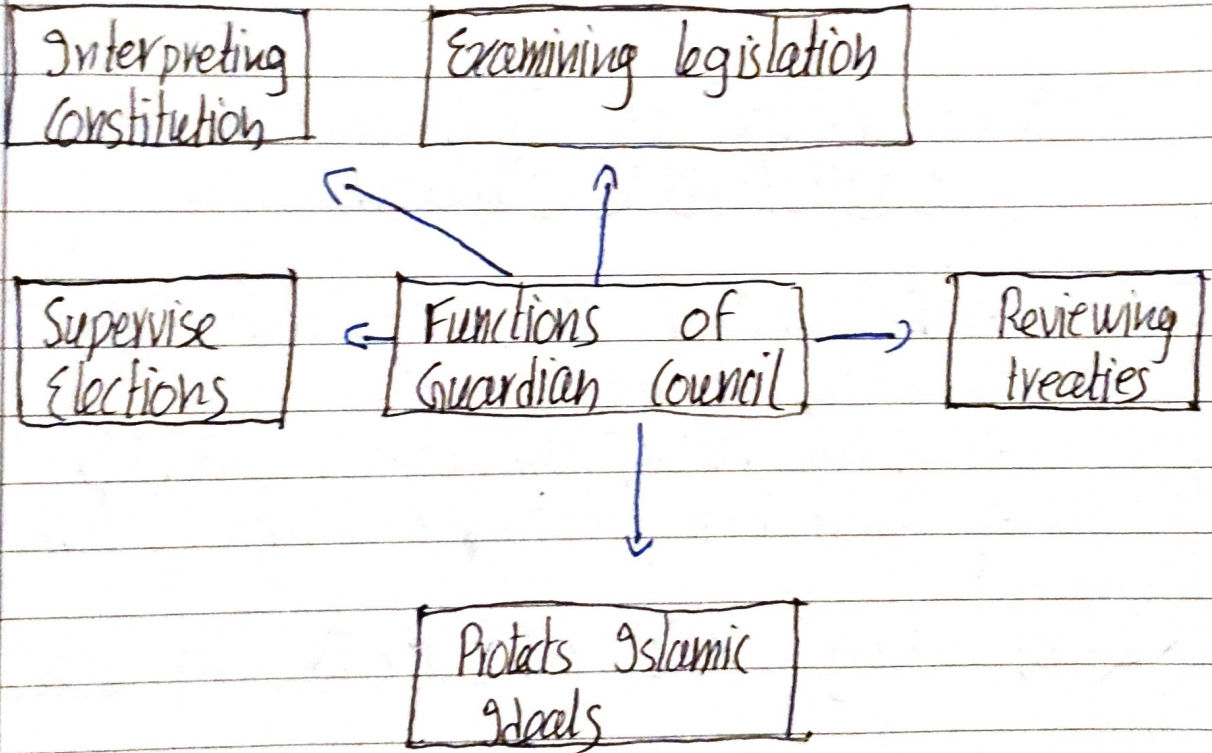 Interpreting
Constitution
Examining legislation
Supervise
Elections
Functions of
Guardian Council
Reviewing
treaties
Protects Islamic
Ideals